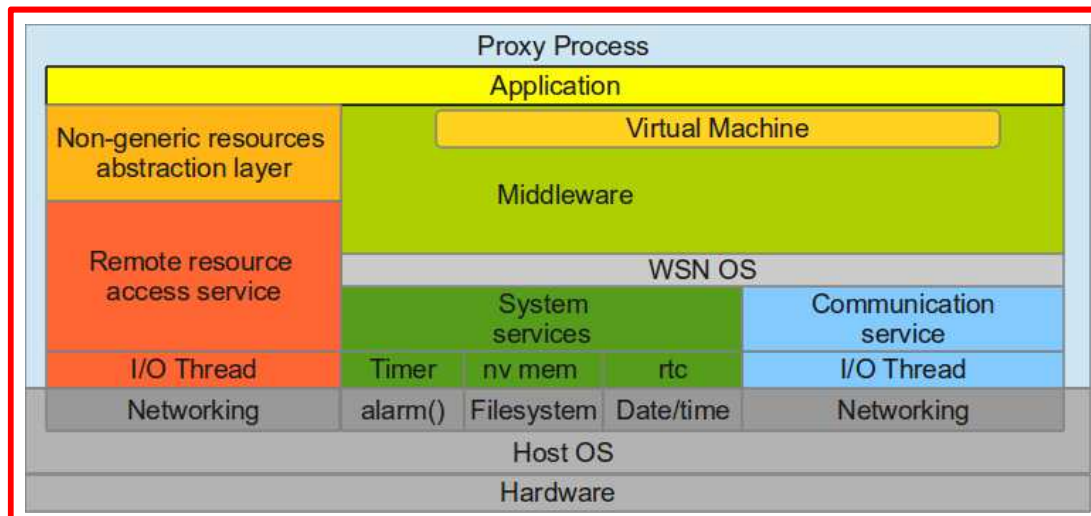 Proxy Process
Application
Non-generic resources
abstraction layer
Virtual Machine
Middleware
Remote resource
access service
WSN OS
System
services
Communication
service
I/O Thread
Timer
nv mem
rtc
I/O Thread
Networking
alarm()
Filesystem
Date/time
Networking
Host OS
Hardware